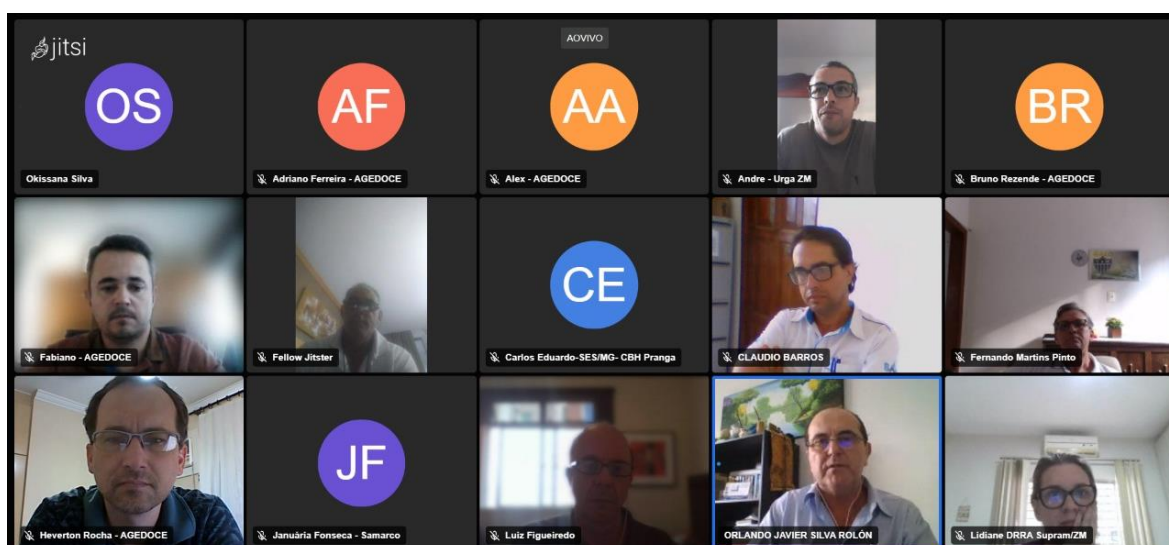 jitsi
AOVIVO
OS
AF
AA
BR
Okissana Silva
Adriano Ferreira - AGEDOCE
Alex - AGEDOCE
Andre - Urga ZM
Bruno Rezende - AGEDOCE
CE
Fabiano - AGEDOCE
Fellow Jitster
Carlos Eduardo-SES/MG- CBH Pranga
CLAUDIO BARROS
Fernando Martins Pinto
JF
Heverton Rocha - AGEDOCE
Januária Fonseca - Samarco
Luiz Figueiredo
ORLANDO JAVIER SILVA ROLÓN
Lidiane DRRA Supram/ZM